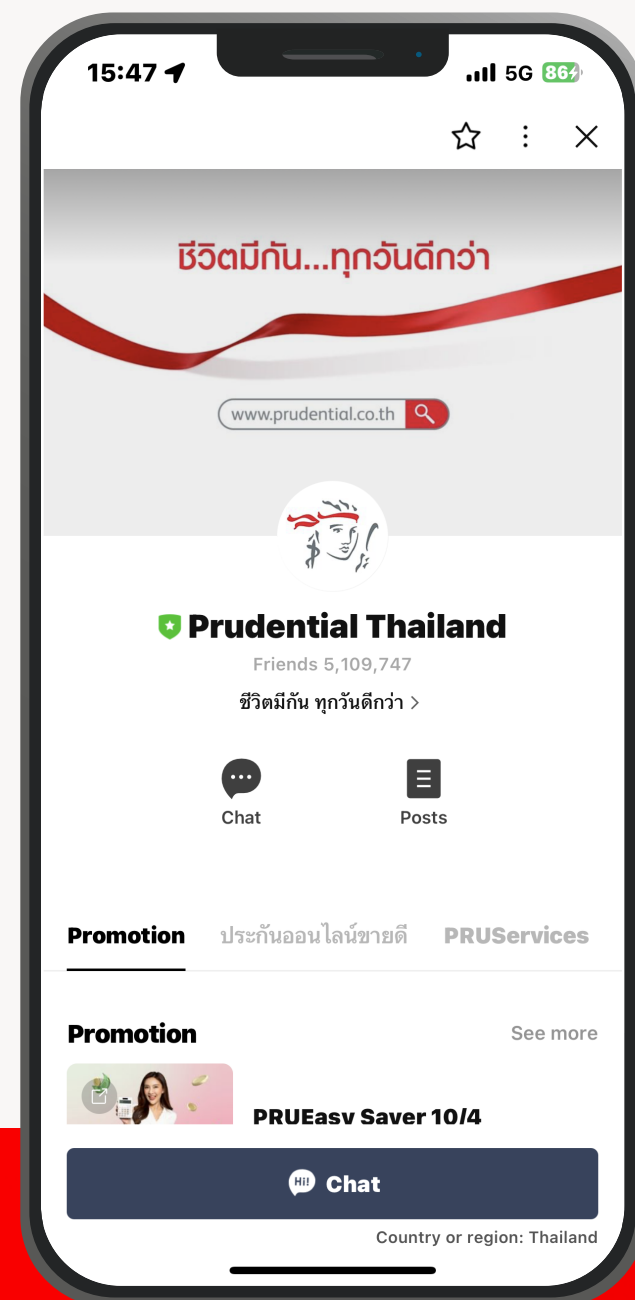 15:47
5G 86
ชีวิตมีกัน...ทุกวันดีกว่า
www.prudential.co.th
Prudential Thailand
Friends 5,109,747
ชีวิตมีกัน ทุกวันดีกว่า >
Chat
Posts
Promotion ประกันออนไลน์ขายดี PRUServices
Promotion See more
PRUEasy Saver 10/4
Hi! Chat
Country or region: Thailand